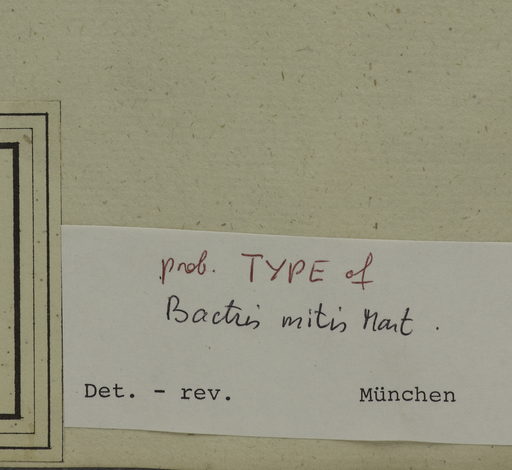 prob. TYPE of
Bactris mitis Mart.
Det. - rev. München